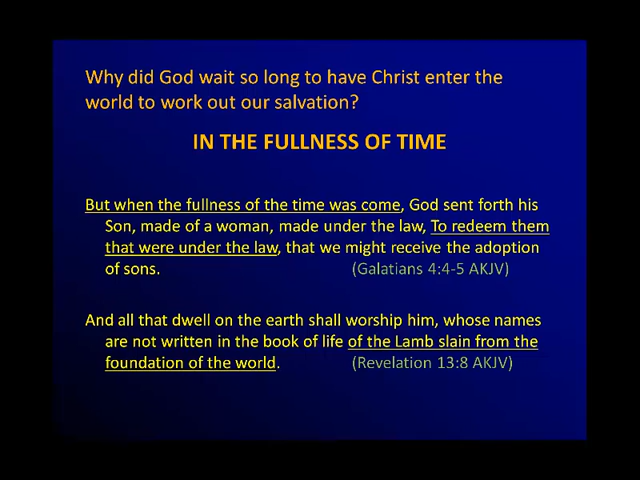 Why did God wait so long to have Christ enter the
world to work out our salvation?
IN THE FULLNESS OF TIME
But when the fullness of the time was come, God sent forth his
Son, made of a woman, made under the law, To redeem them
that were under the law, that we might receive the adoption
of sons. (Galatians 4:4-5 AKJV)
And all that dwell on the earth shall worship him, whose names
are not written in the book of life of the Lamb slain from the
foundation of the world. (Revelation 13:8 AKJV)